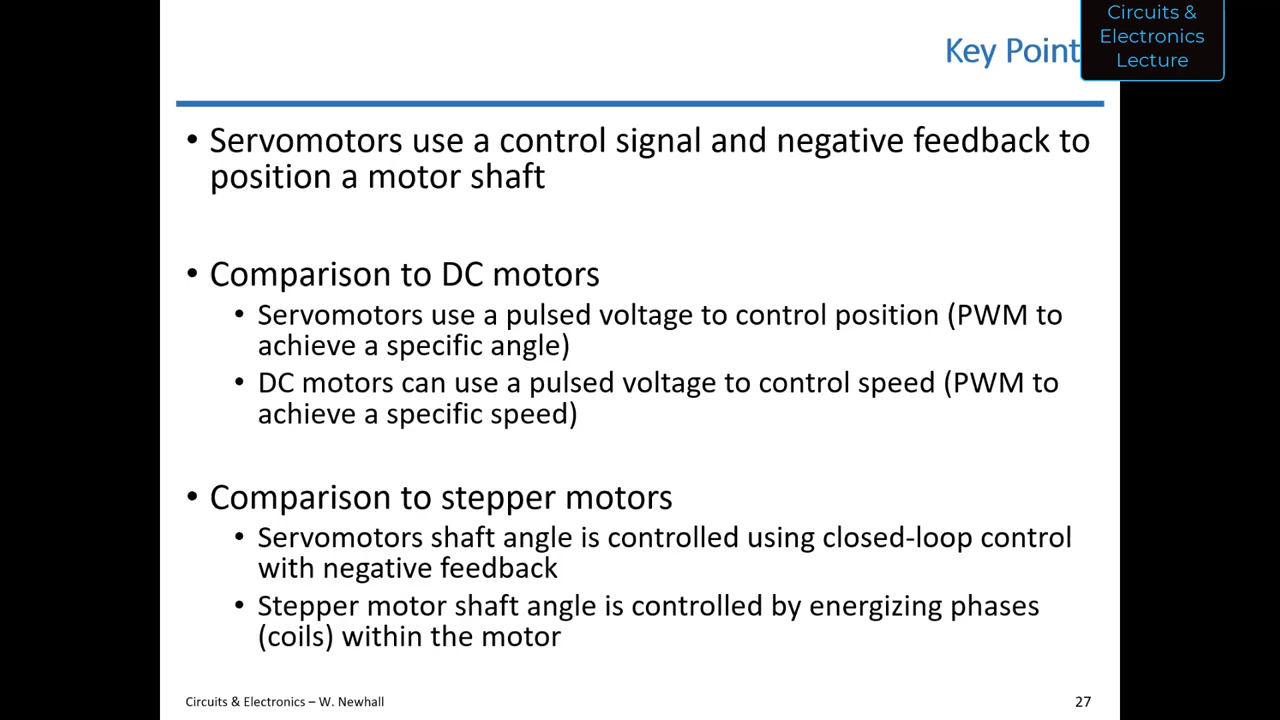 Circuits &
Electronics
Lecture
Key Point
• Servomotors use a control signal and negative feedback to
position a motor shaft
• Comparison to DC motors
• Servomotors use a pulsed voltage to control position (PWM to
achieve a specific angle)
• DC motors can use a pulsed voltage to control speed (PWM to
achieve a specific speed)
• Comparison to stepper motors
• Servomotors shaft angle is controlled using closed-loop control
with negative feedback
• Stepper motor shaft angle is controlled by energizing phases
(coils) within the motor
Circuits & Electronics – W. Newhall
27